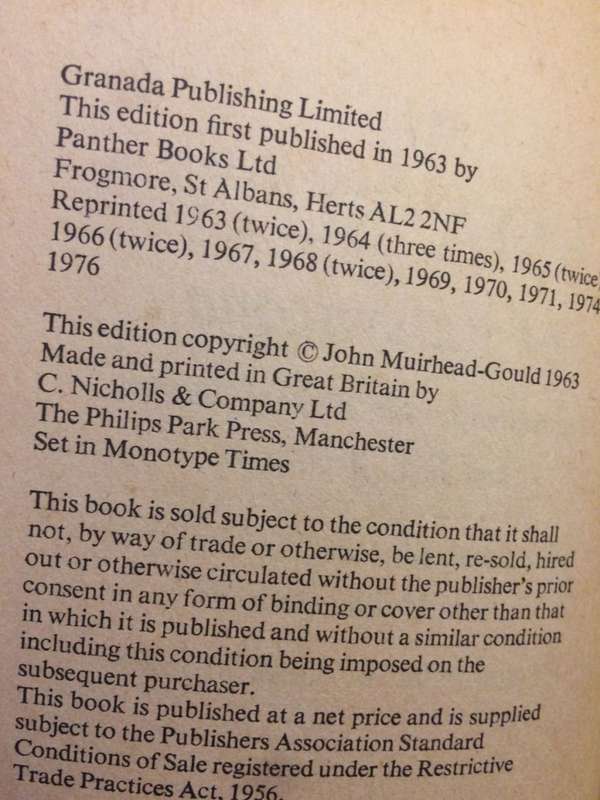 Granada Publishing Limited
This edition first published in 1963 by
Panther Books Ltd
Frogmore, St Albans, Herts AL2 2NF
Reprinted 1963 (twice), 1964 (three times), 1965 (twice)
1966 (twice), 1967, 1968 (twice), 1969, 1970, 1971, 1974
1976
This edition copyright © John Muirhead-Gould 1963
Made and printed in Great Britain by
C. Nicholls & Company Ltd
The Philips Park Press, Manchester
Set in Monotype Times
This book is sold subject to the condition that it shall
not, by way of trade or otherwise, be lent, re-sold, hired
out or otherwise circulated without the publisher's prior
consent in any form of binding or cover other than that
in which it is published and without a similar condition
including this condition being imposed on the
subsequent purchaser.
This book is published at a net price and is supplied
subject to the Publishers Association Standard
Conditions of Sale registered under the Restrictive
Trade Practices Act, 1956.